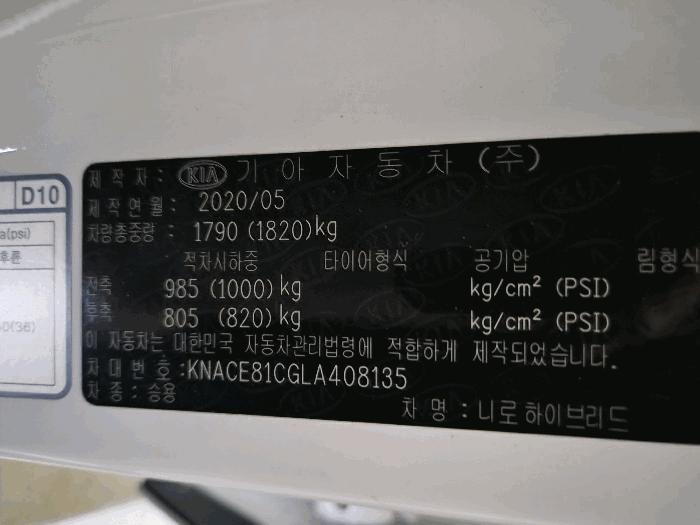 D10
a(psi)
후륜
0(36)
제 작 자 : KIA 기 아 자 동 차 (주)
제 작 연 월 : 2020/05
차량총중량 : 1790 (1820)kg
적차시하중 타이어형식 공기압 림형식
전축 985 (1000) kg kg/cm² (PSI)
후축 805 (820) kg kg/cm² (PSI)
이 자동차는 대한민국 자동차관리법령에 적합하게 제작되었습니다.
차 대 번 호 :KNACE81CGLA408135
차 종 : 승용
차 명 : 니로하이브리드